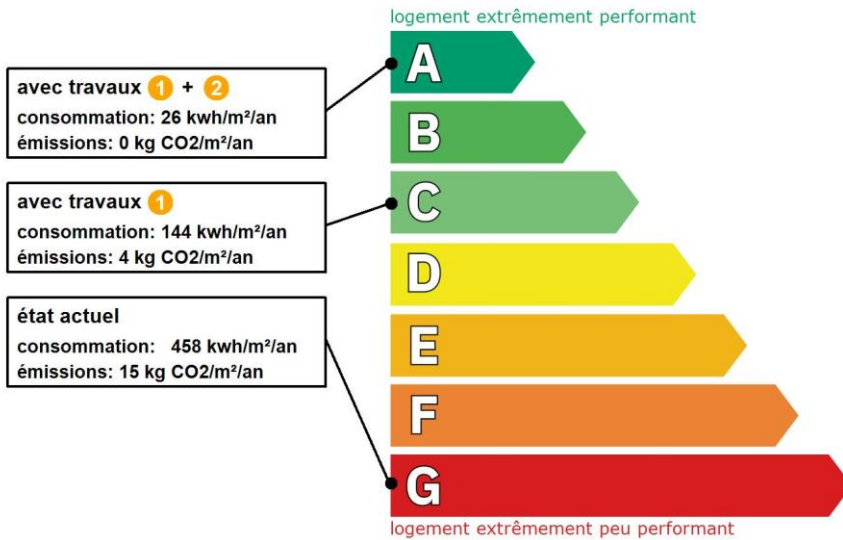 logement extrêmement performant
avec travaux 1 + 2
consommation: 26 kwh/m²/an
émissions: 0 kg CO2/m²/an
avec travaux 1
consommation: 144 kwh/m²/an
émissions: 4 kg CO2/m²/an
état actuel
consommation: 458 kwh/m²/an
émissions: 15 kg CO2/m²/an
A
B
C
D
E
F
G
logement extrêmement peu performant